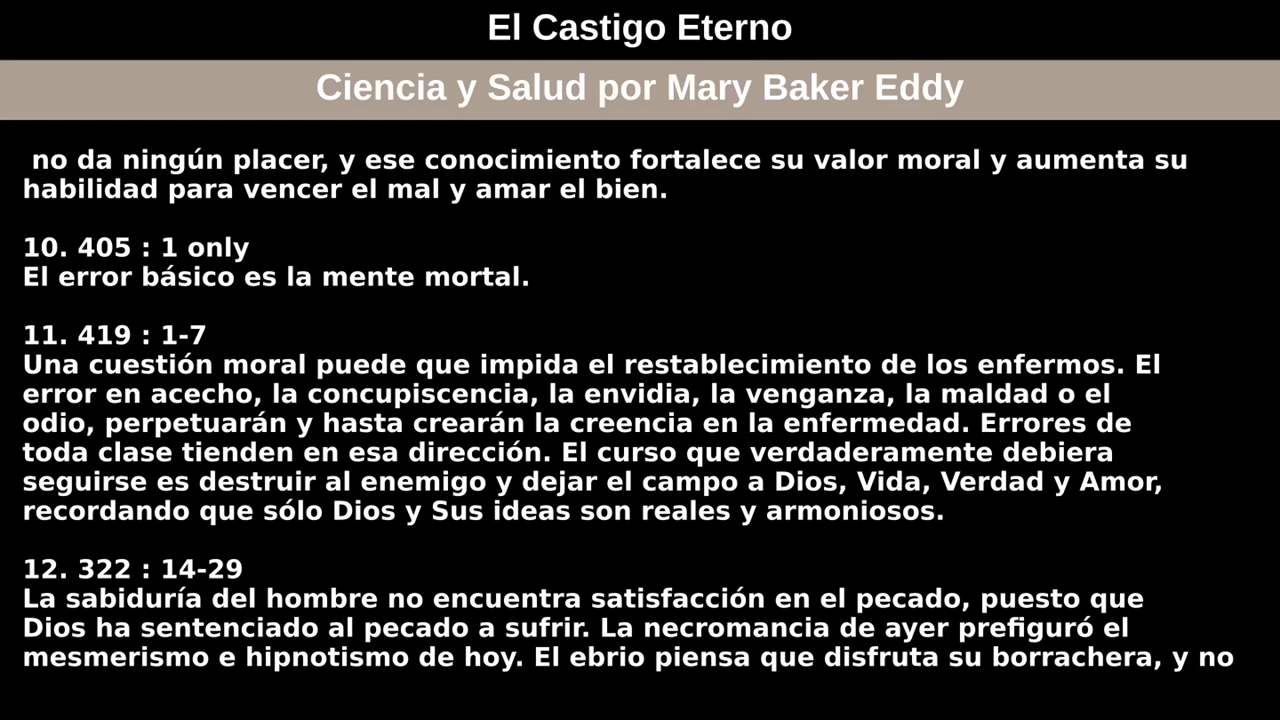 El Castigo Eterno
Ciencia y Salud por Mary Baker Eddy
no da ningún placer, y ese conocimiento fortalece su valor moral y aumenta su
habilidad para vencer el mal y amar el bien.
10. 405 : 1 only
El error básico es la mente mortal.
11. 419 : 1-7
Una cuestión moral puede que impida el restablecimiento de los enfermos. El
error en acecho, la concupiscencia, la envidia, la venganza, la maldad o el
odio, perpetuarán y hasta crearán la creencia en la enfermedad. Errores de
toda clase tienden en esa dirección. El curso que verdaderamente debiera
seguirse es destruir al enemigo y dejar el campo a Dios, Vida, Verdad y Amor,
recordando que sólo Dios y Sus ideas son reales y armoniosos.
12. 322 : 14-29
La sabiduría del hombre no encuentra satisfacción en el pecado, puesto que
Dios ha sentenciado al pecado a sufrir. La necromancia de ayer prefiguró el
mesmerismo e hipnotismo de hoy. El ebrio piensa que disfruta su borrachera, y no